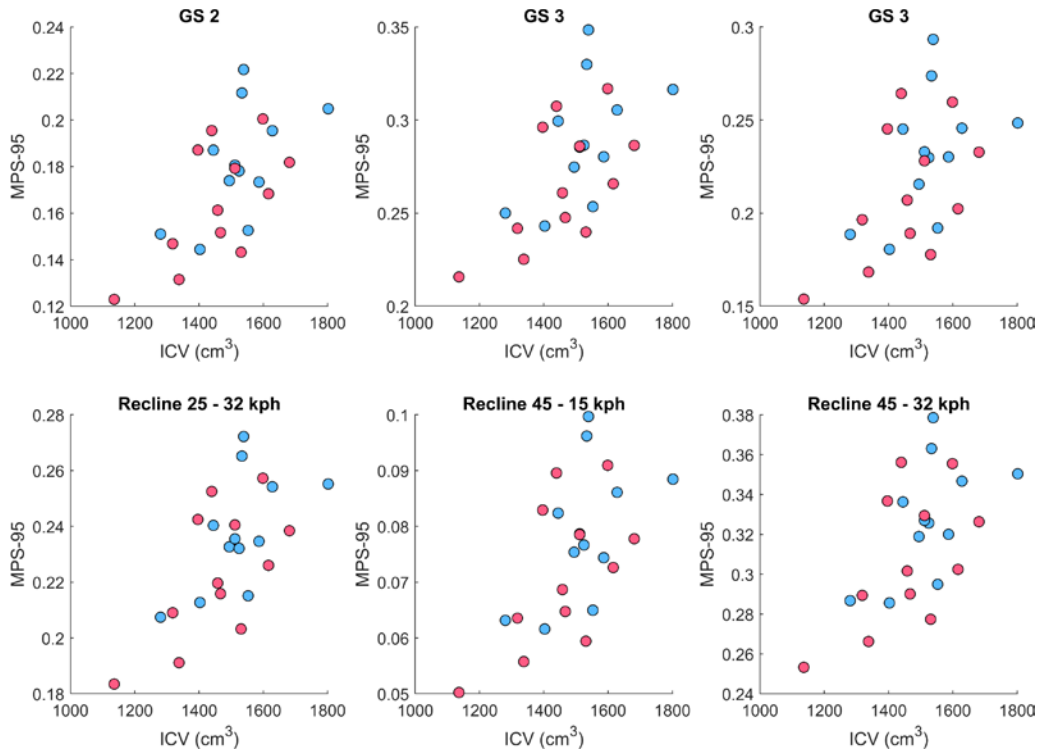 GS 2
GS 3
GS 3
0.24
0.22
0.2
0.18
0.16
0.14
0.12
MPS-95
1000 1200 1400 1600 1800
ICV (cm³)
0.35
0.3
0.25
0.2
MPS-95
1000 1200 1400 1600 1800
ICV (cm³)
0.3
0.25
0.2
0.15
MPS-95
1000 1200 1400 1600 1800
ICV (cm³)
Recline 25 - 32 kph
Recline 45 - 15 kph
Recline 45 - 32 kph
0.28
0.26
0.24
0.22
0.2
0.18
MPS-95
1000 1200 1400 1600 1800
ICV (cm³)
0.1
0.09
0.08
0.07
0.06
0.05
MPS-95
1000 1200 1400 1600 1800
ICV (cm³)
0.38
0.36
0.34
0.32
0.3
0.28
0.26
0.24
MPS-95
1000 1200 1400 1600 1800
ICV (cm³)